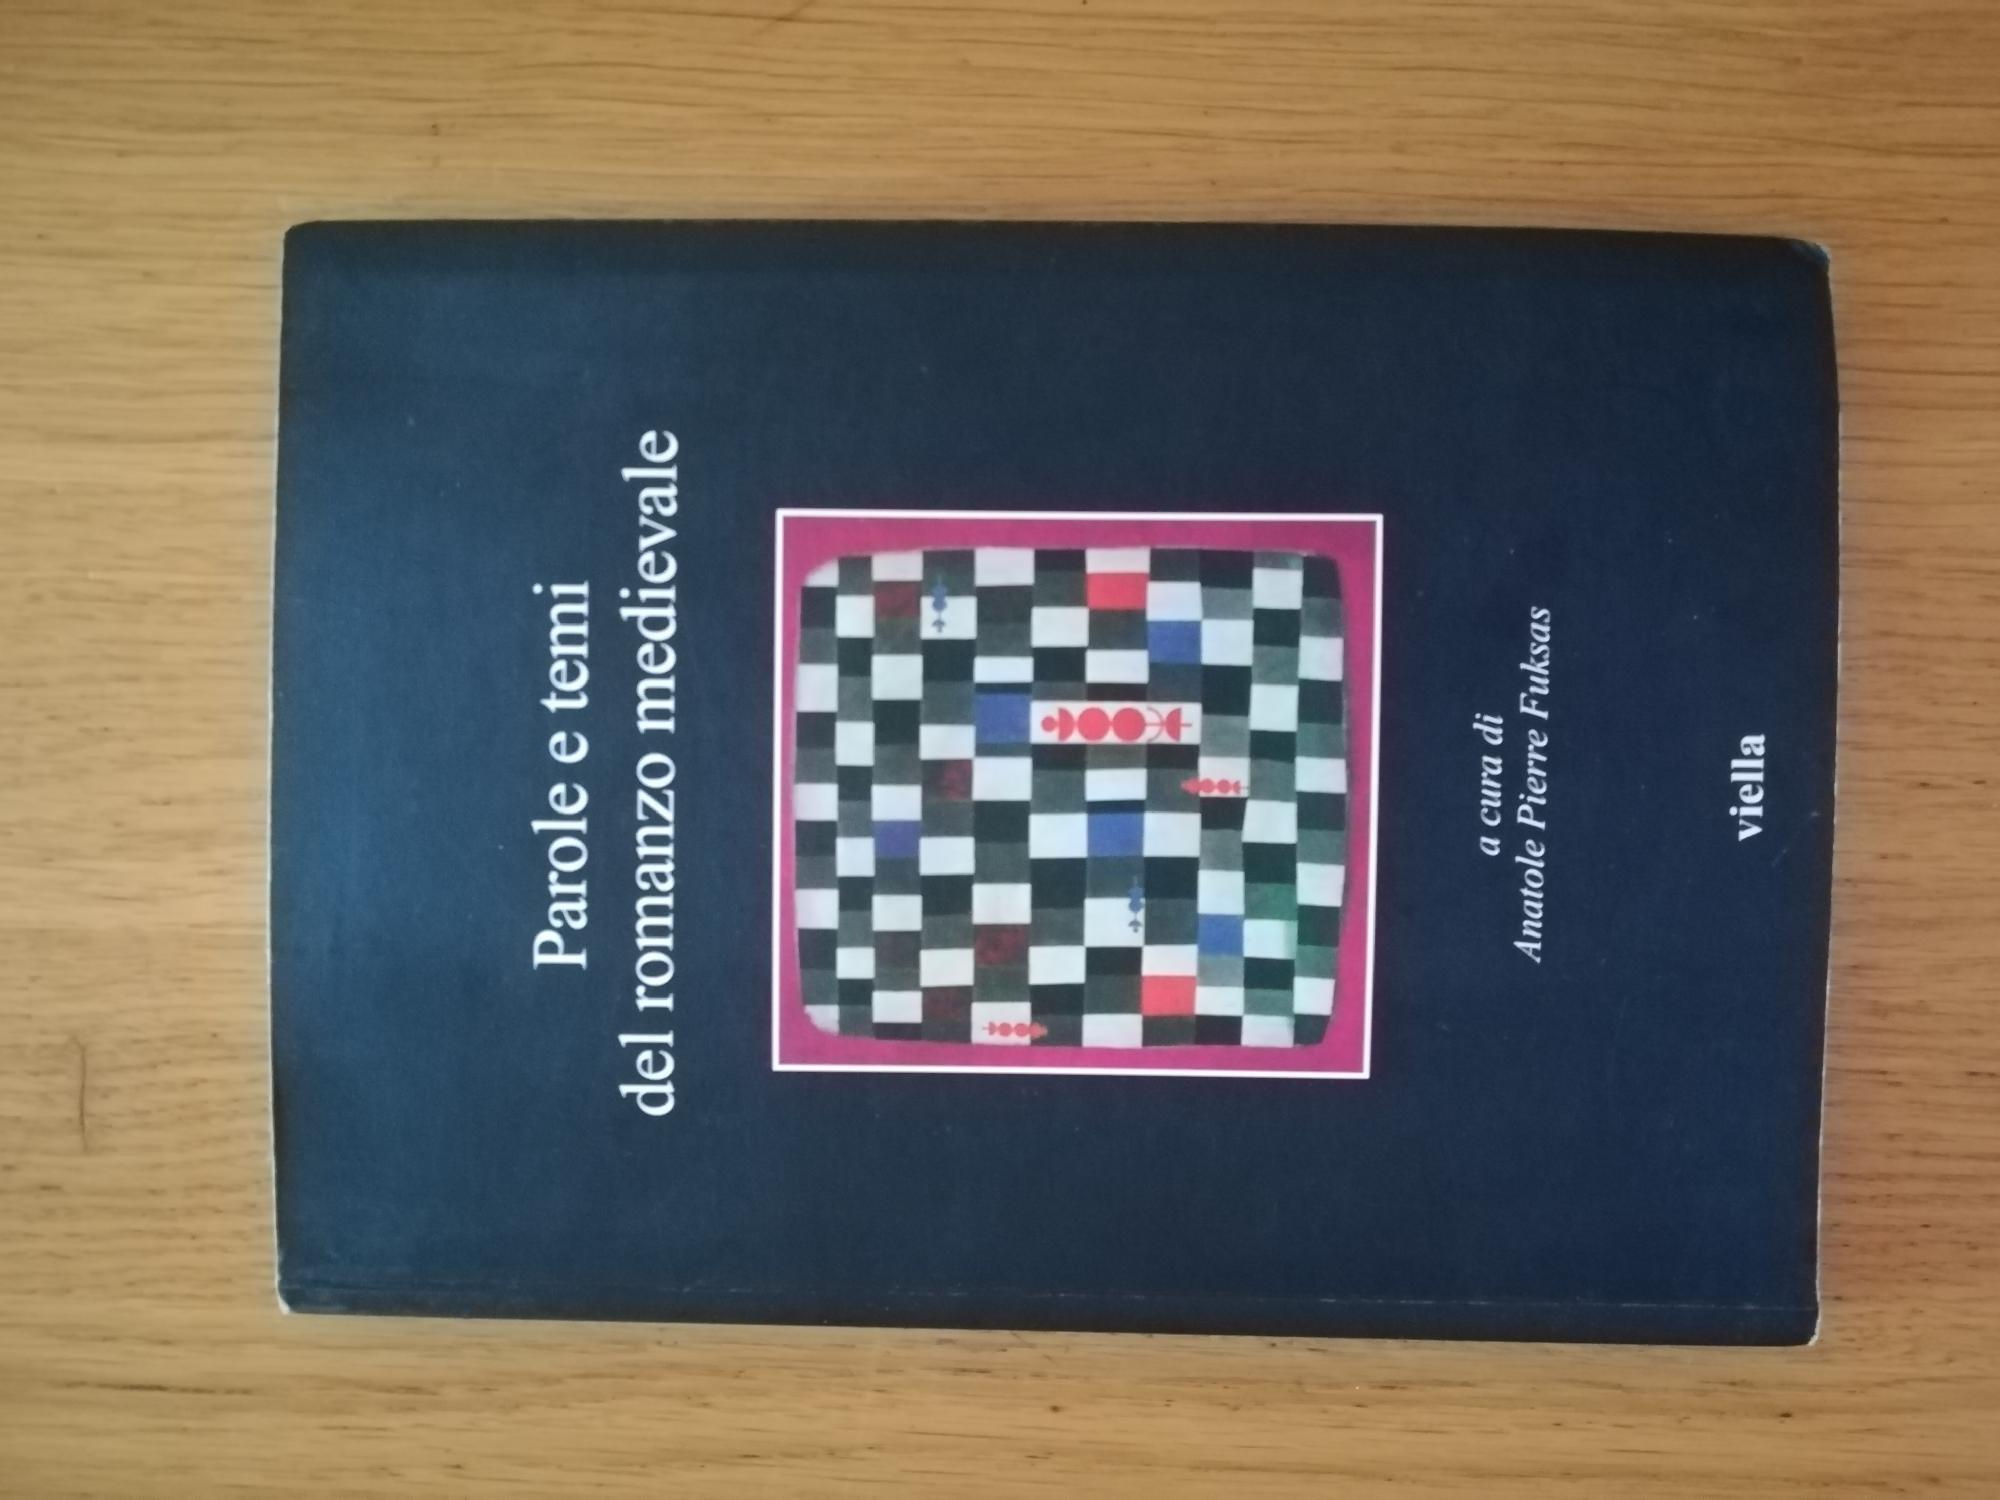 Parole e temi
del romanzo medievale
a cura di
Anatole Pierre Fuksas
viella